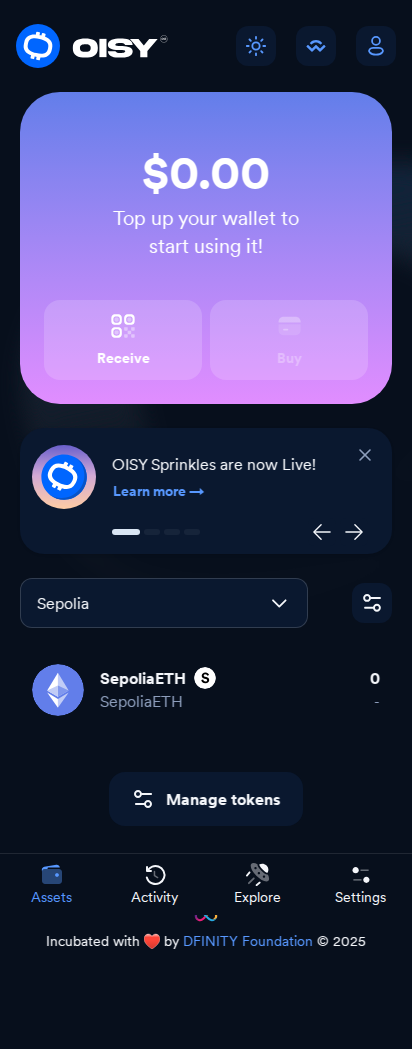 OISY
$0.00
Top up your wallet to
start using it!
Receive
Buy
OISY Sprinkles are now Live!
Learn more →
Sepolia
SepoliaETH S
0
SepoliaETH
-
Manage tokens
Assets
Activity
Explore
Settings
Incubated with ❤️ by DFINITY Foundation © 2025